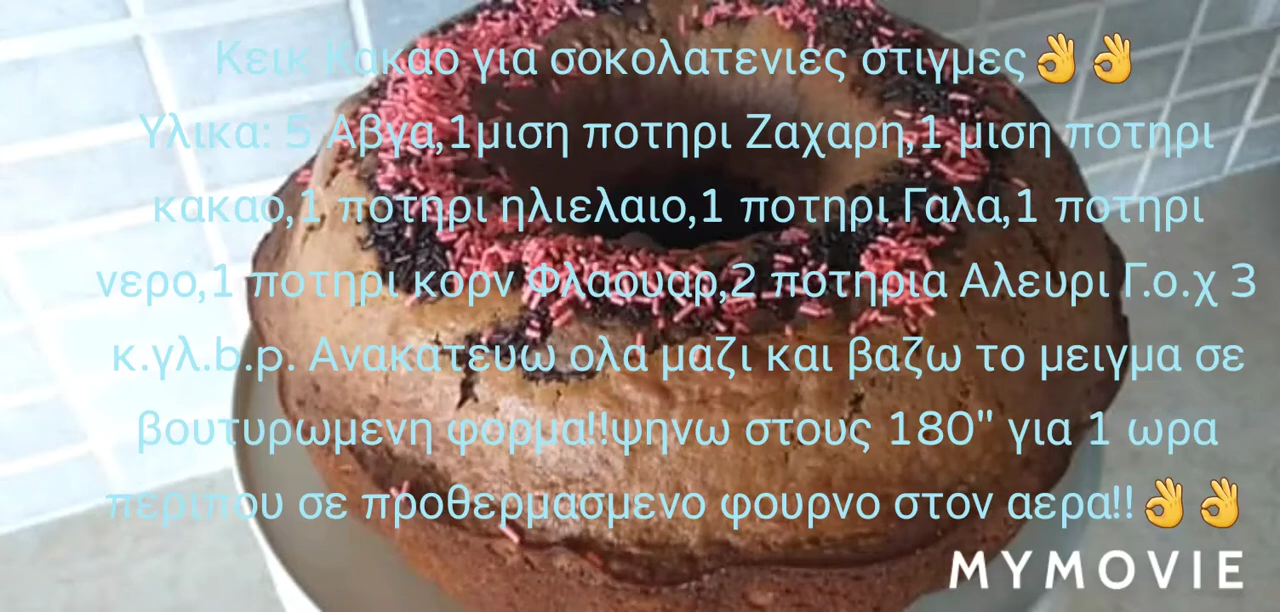 Κεικ Κακαο για σοκολατενιες στιγμες👌👌
Υλικα: 5 Αβγα,1μιση ποτηρι Ζαχαρη,1 μιση ποτηρι
κακαο,1 ποτηρι ηλιελαιο,1 ποτηρι Γαλα,1 ποτηρι
νερο,1 ποτηρι κορν Φλαουαρ,2 ποτηρια Αλευρι Γ.ο.χ 3
κ.γλ.b.p. Ανακατευω ολα μαζι και βαζω το μειγμα σε
βουτυρωμενη φορμα!!ψηνω στους 180" για 1 ωρα
περιπου σε προθερμασμενο φουρνο στον αερα!!👌👌
MYMOVIE